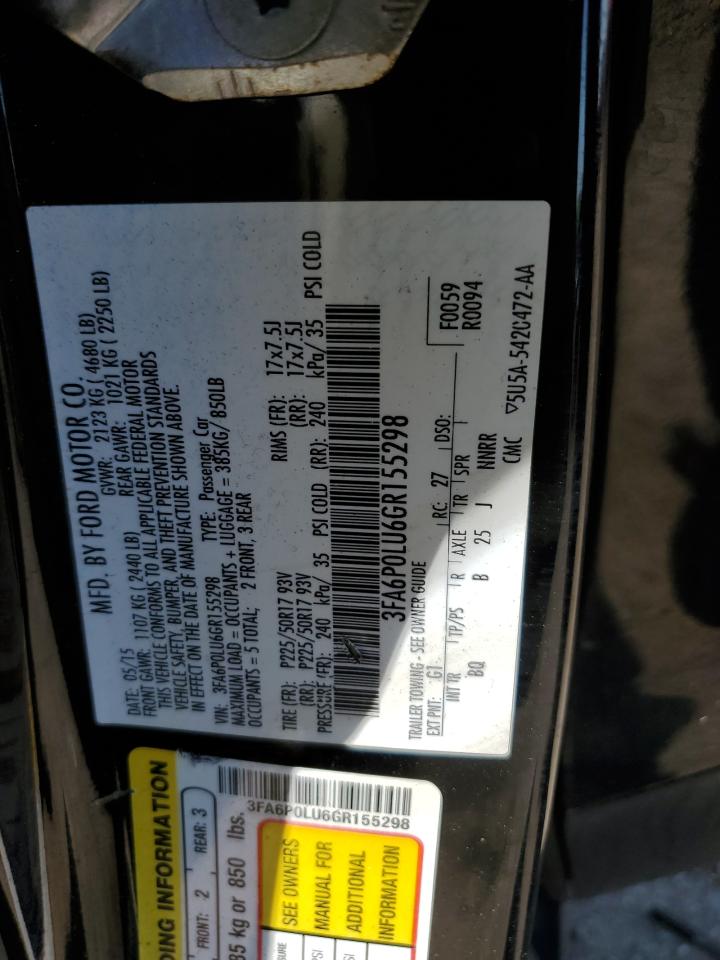 MFD. BY FORD MOTOR CO.
DATE: 05/15 GVWR: 2123 KG ( 4680 LB)
FRONT GAWR: 1107 KG ( 2440 LB) REAR GAWR: 1021 KG ( 2250 LB)
THIS VEHICLE CONFORMS TO ALL APPLICABLE FEDERAL MOTOR
VEHICLE SAFETY, BUMPER, AND THEFT PREVENTION STANDARDS
IN EFFECT ON THE DATE OF MANUFACTURE SHOWN ABOVE.
VIN: 3FA6P0LU6GR155298 TYPE: Passenger Car
MAXIMUM LOAD = OCCUPANTS + LUGGAGE = 385KG/ 850LB
OCCUPANTS = 5 TOTAL; 2 FRONT, 3 REAR
TIRE (FR): P225/50R17 93V RIMS (FR): 17x7.5J
(RR): P225/50R17 93V (RR): 17x7.5J
PRESSURE (FR): 240 kPa/ 35 PSI COLD (RR): 240 kPa/ 35 PSI COLD
3FA6P0LU6GR155298
TRAILER TOWING - SEE OWNER GUIDE
EXT PNT: G1 RC: 27 DSO: F0059
R0094
INT TR TP/PS R AXLE TR SPR
BQ B 25 J NNRR
CMC ▽5U5A-5420472-AA
DING INFORMATION
FRONT: 2 REAR: 3
85 kg or 850 lbs.
3FA6P0LU6GR155298
SEE OWNERS
MANUAL FOR
ADDITIONAL
INFORMATION